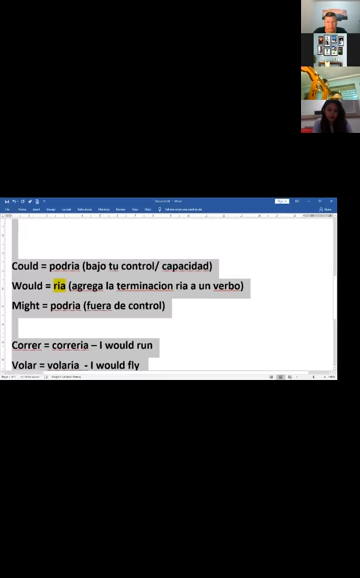 Could = podria (bajo tu control/ capacidad)
Would = ria (agrega la terminacion ria a un verbo)
Might = podria (fuera de control)
Correr = correria – I would run
Volar = volaria - I would fly